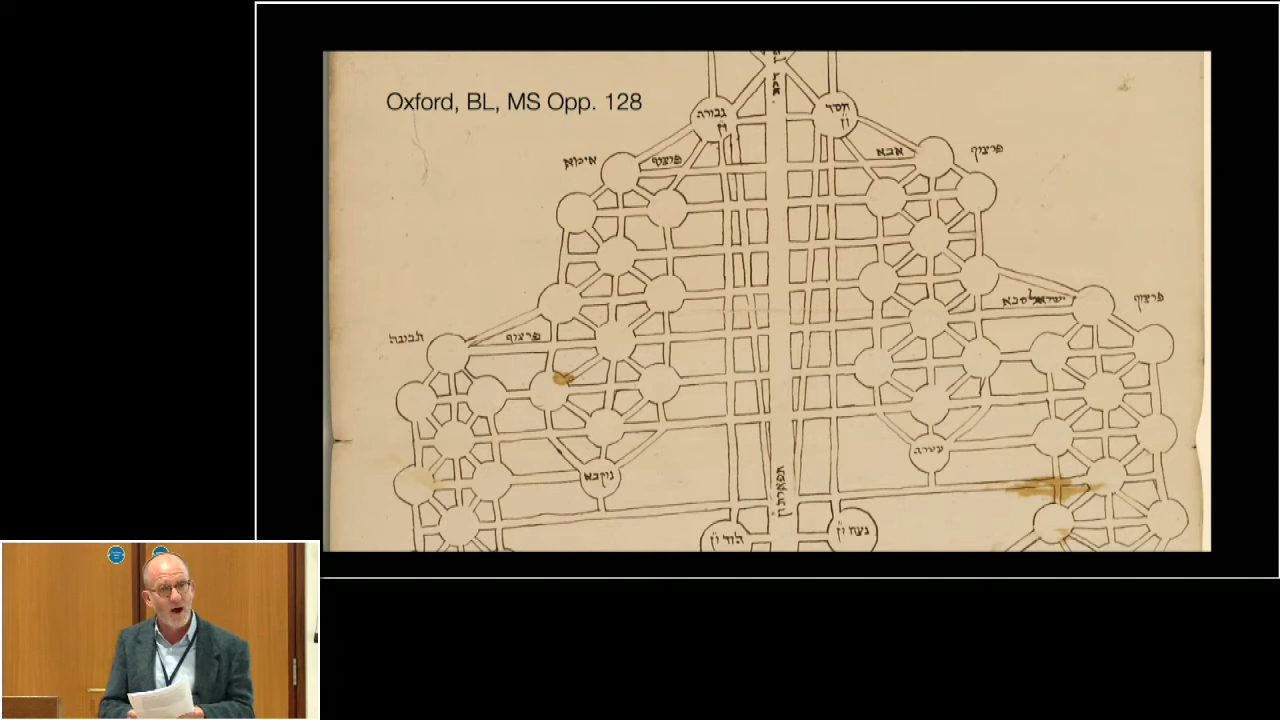 Oxford, BL, MS Opp. 128
גבורה
חסד
פרצוף
אבא
פרצוף
אימא
פרצוף
ישראל סבא
תבונה
פרצוף
עטרה
נוקבא
תפארת
הוד
נצח